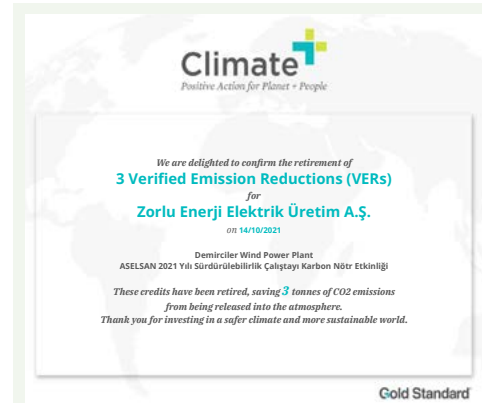 Climate
Positive Action for Planet + People
We are delighted to confirm the retirement of
3 Verified Emission Reductions (VERs)
for
Zorlu Enerji Elektrik Üretim A.Ş.
on 14/10/2021
Demirciler Wind Power Plant
ASELSAN 2021 Yılı Sürdürülebilirlik Çalıştayı Karbon Nötr Etkinliği
These credits have been retired, saving 3 tonnes of CO2 emissions
from being released into the atmosphere.
Thank you for investing in a safer climate and more sustainable world.
Gold Standard